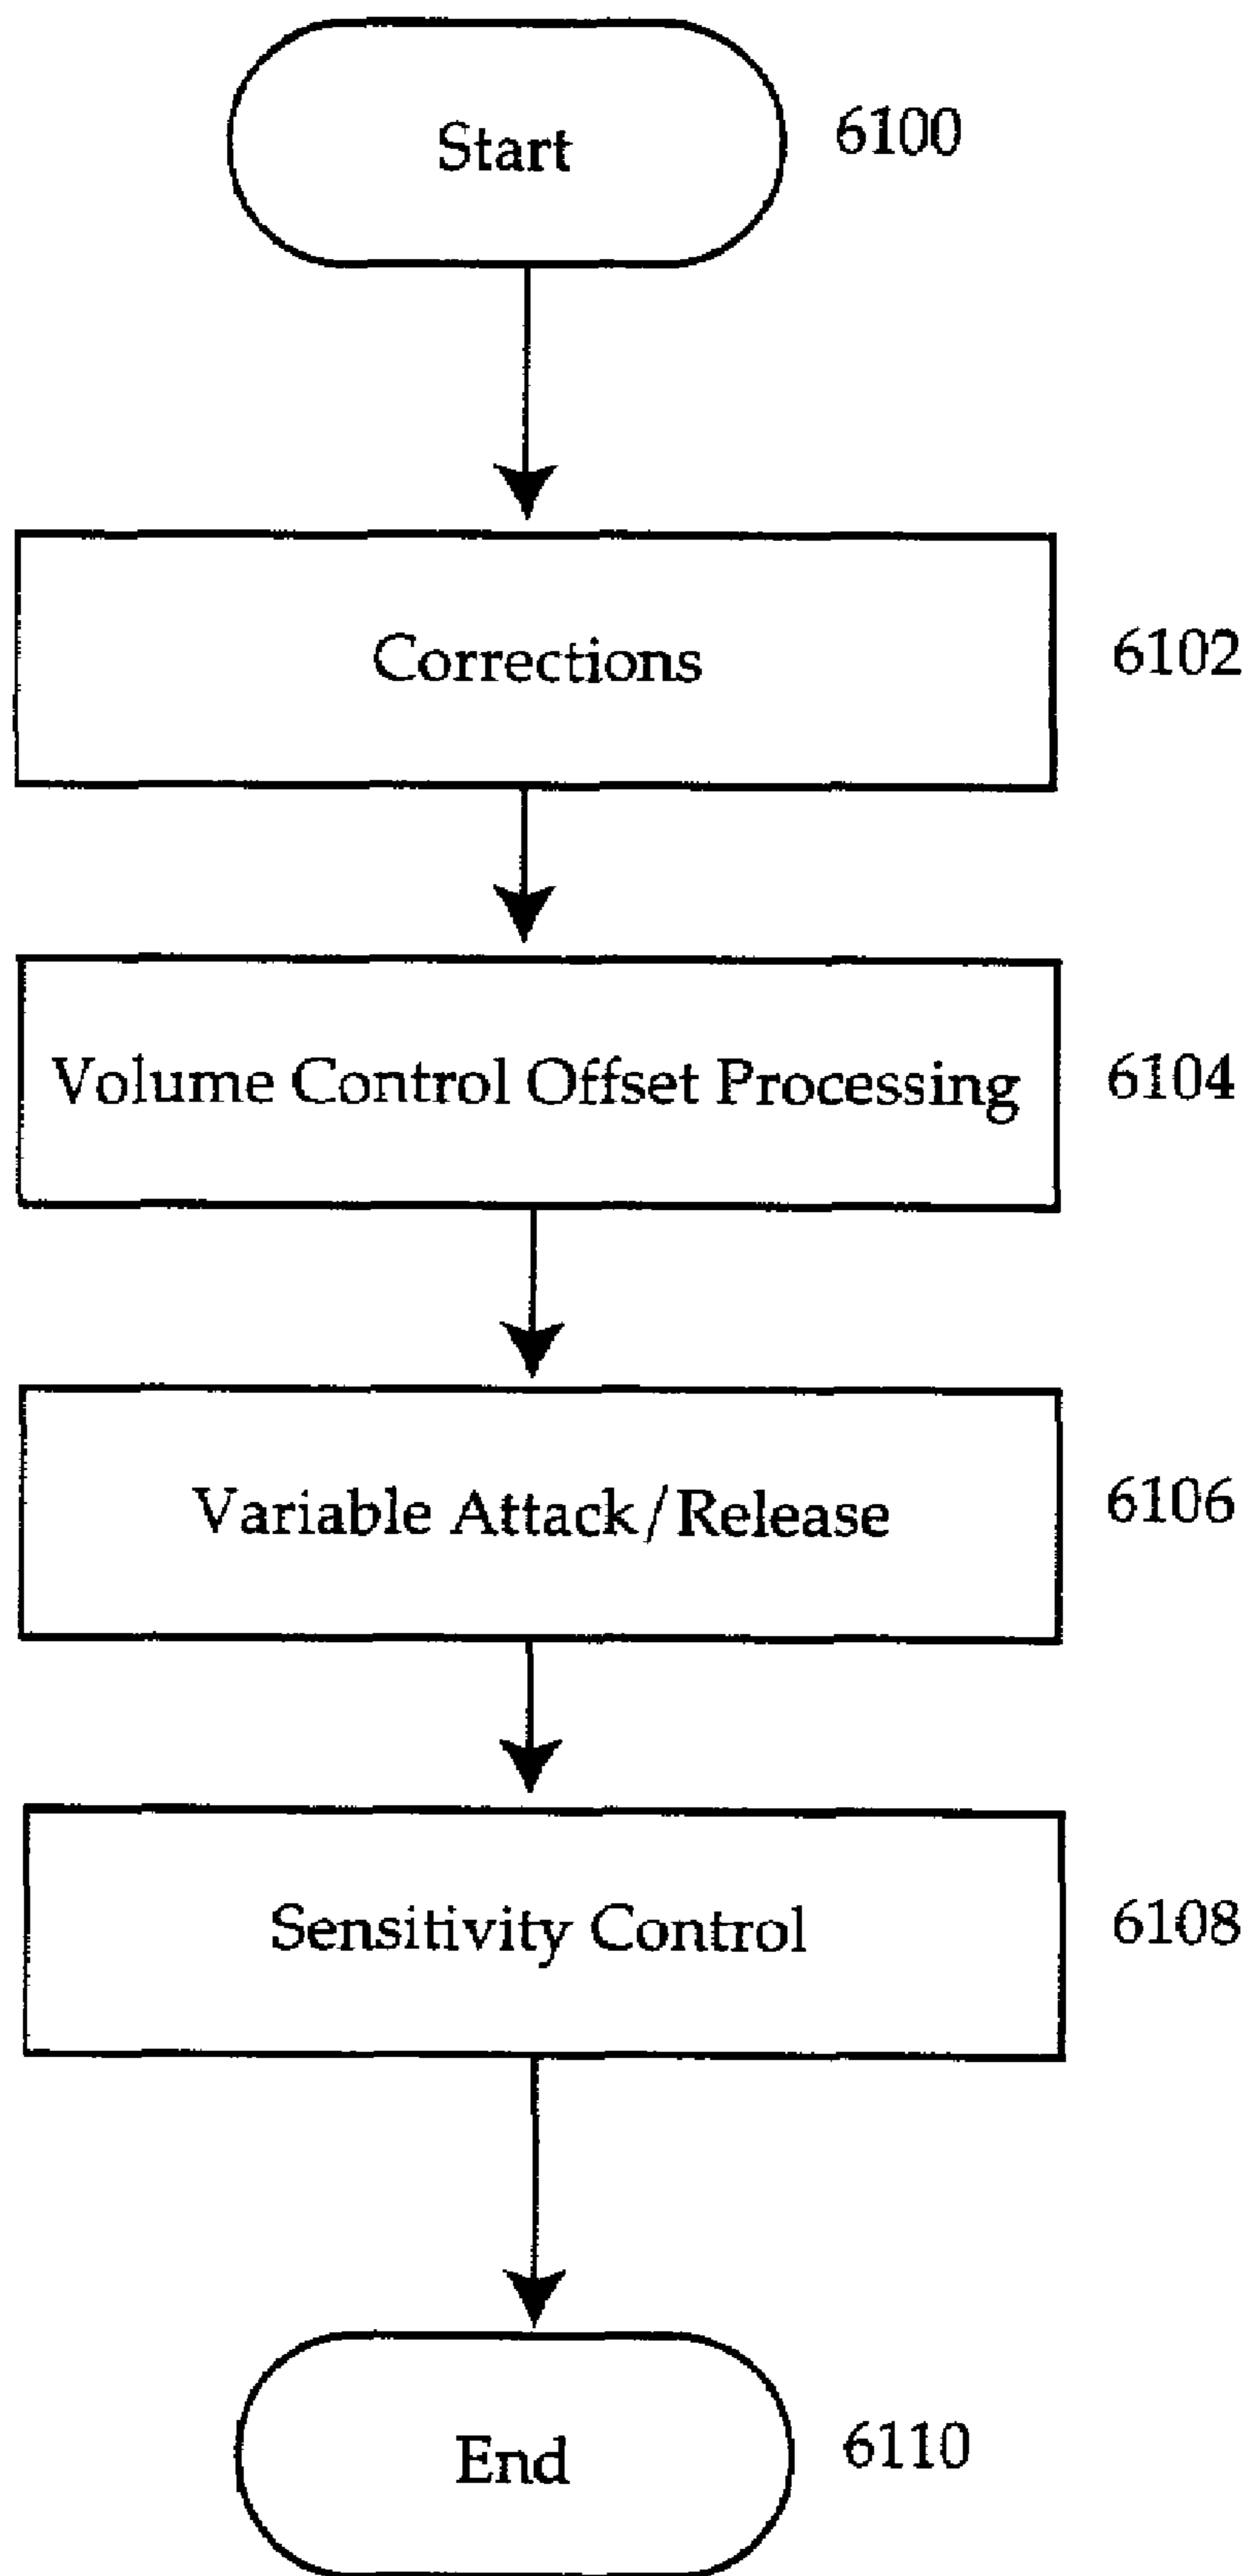 Start 6100
Corrections 6102
Volume Control Offset Processing 6104
Variable Attack/Release 6106
Sensitivity Control 6108
End 6110